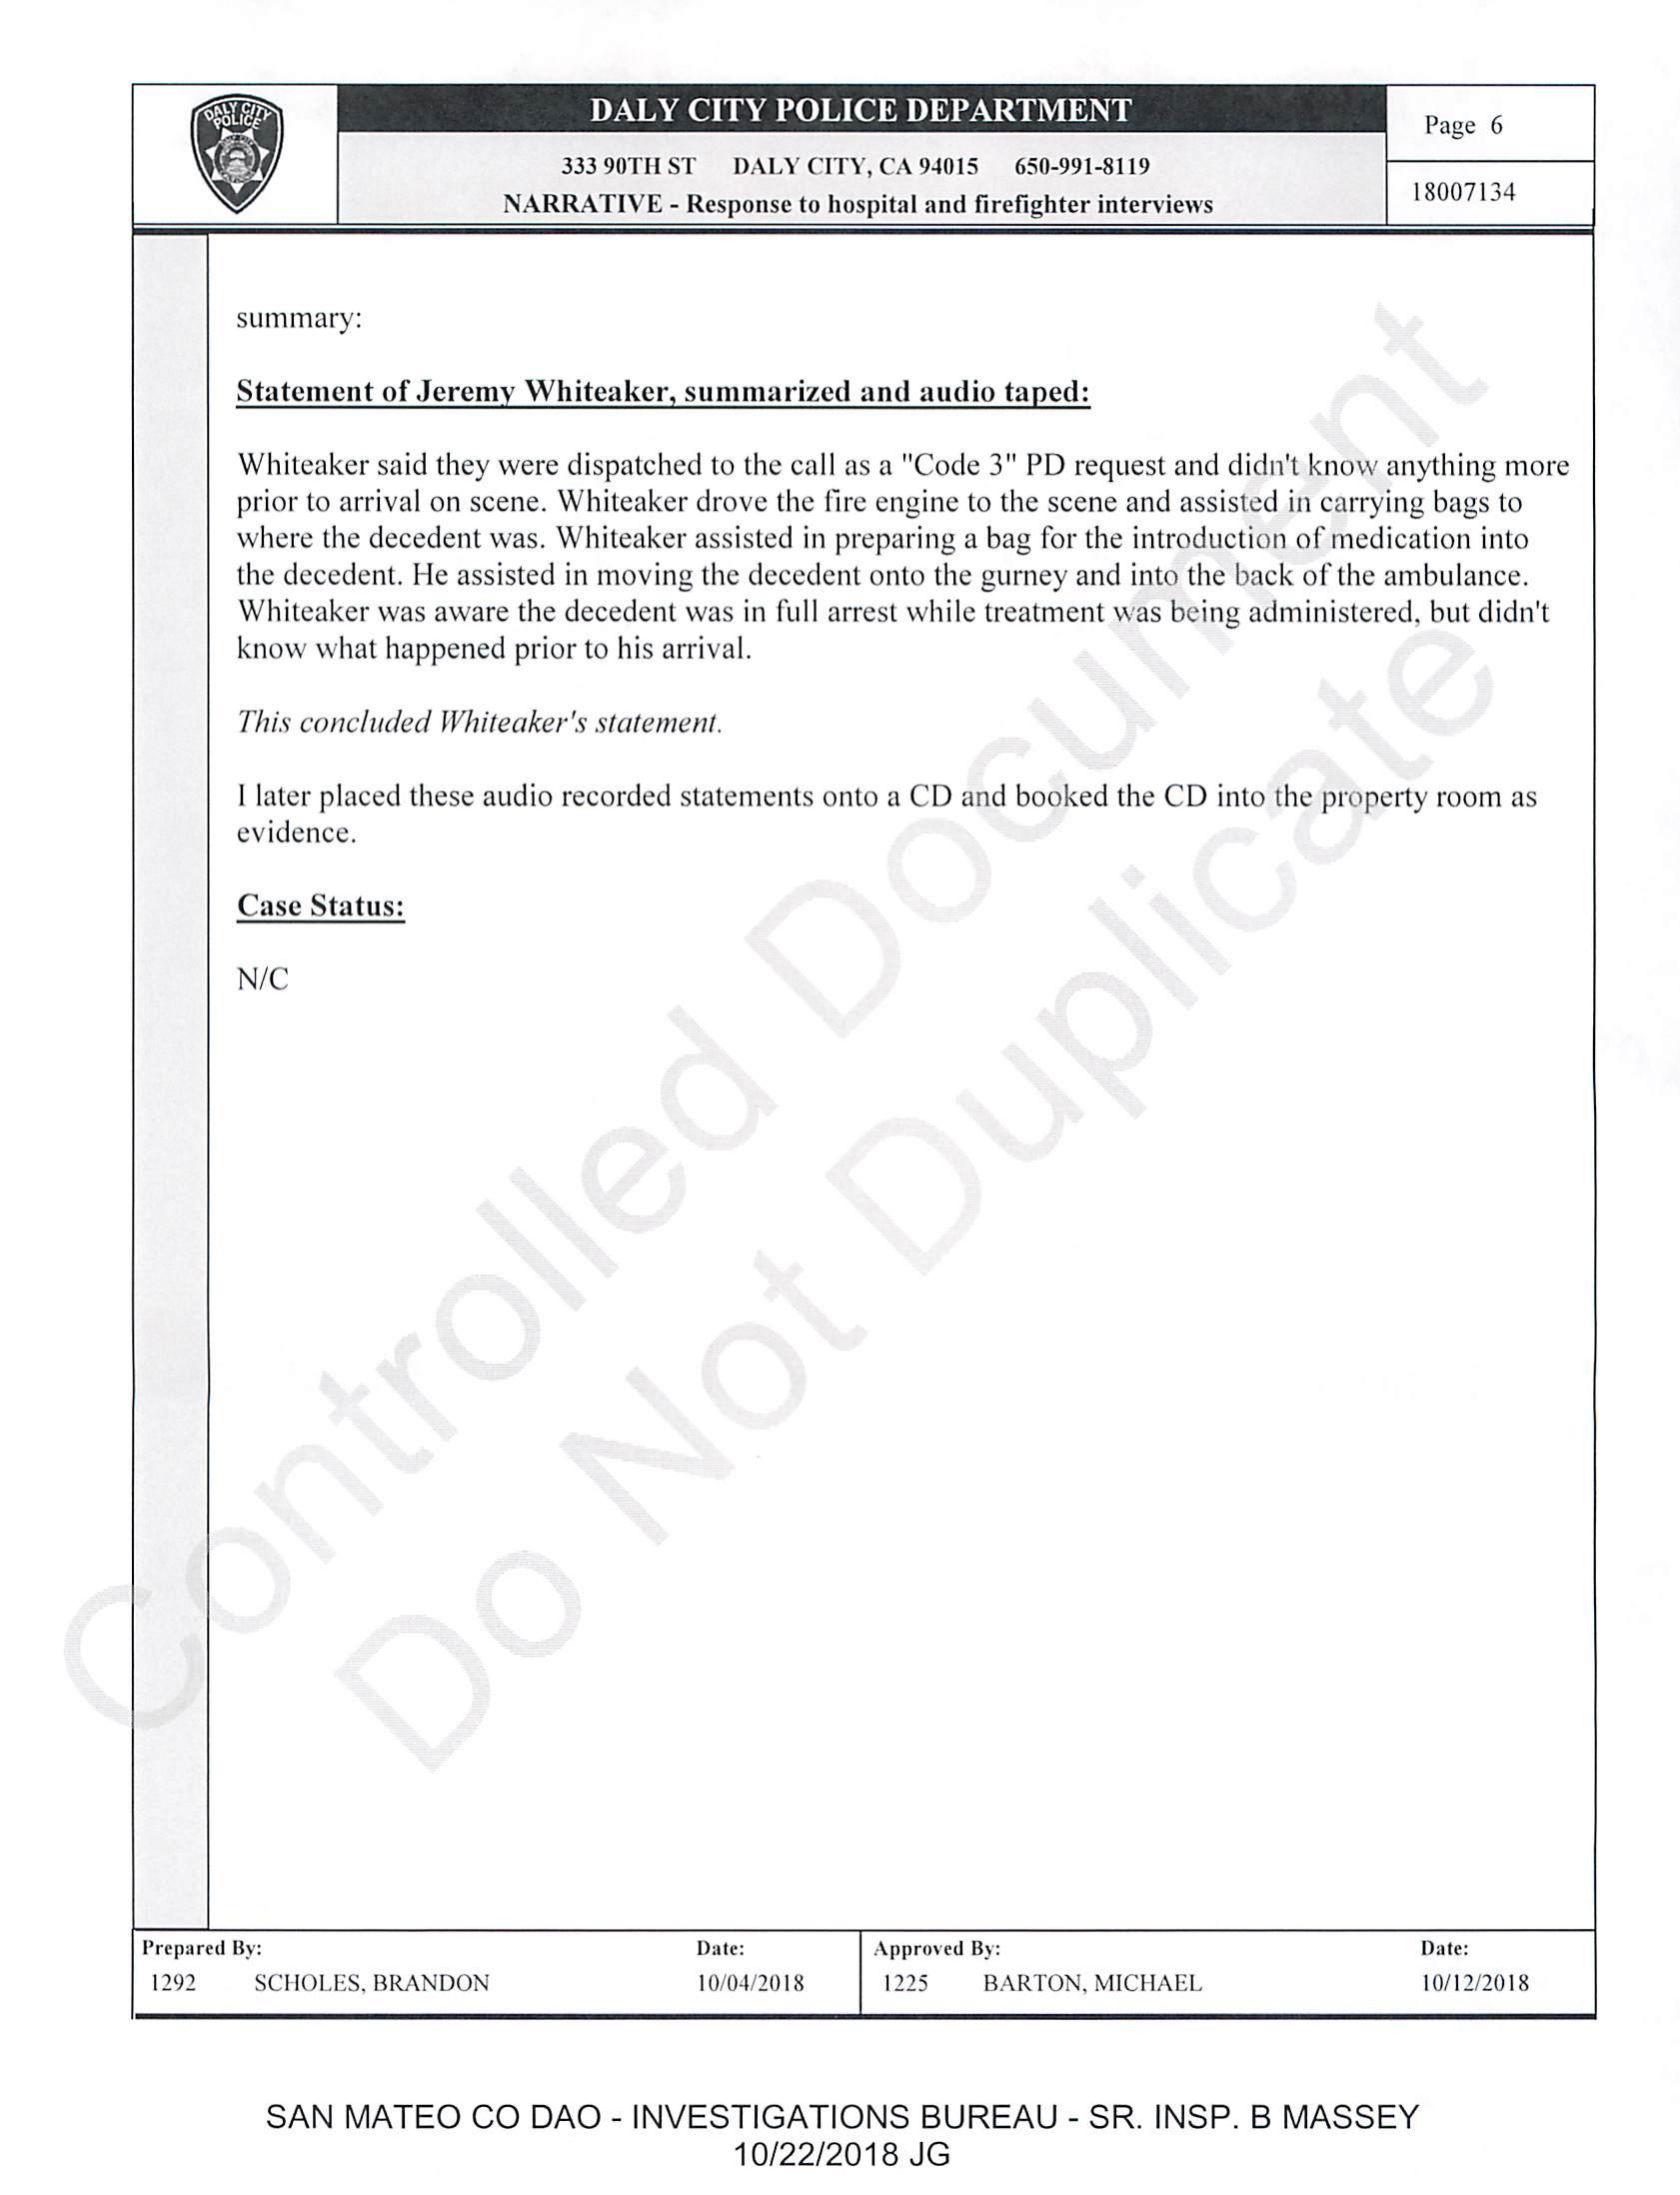 DALY CITY
POLICE
DALY CITY POLICE DEPARTMENT
333 90TH ST DALY CITY, CA 94015 650-991-8119
NARRATIVE - Response to hospital and firefighter interviews
Page 6
18007134
summary:
Statement of Jeremy Whiteaker, summarized and audio taped:
Whiteaker said they were dispatched to the call as a "Code 3" PD request and didn't know anything more
prior to arrival on scene. Whiteaker drove the fire engine to the scene and assisted in carrying bags to
where the decedent was. Whiteaker assisted in preparing a bag for the introduction of medication into
the decedent. He assisted in moving the decedent onto the gurney and into the back of the ambulance.
Whiteaker was aware the decedent was in full arrest while treatment was being administered, but didn't
know what happened prior to his arrival.
This concluded Whiteaker's statement.
I later placed these audio recorded statements onto a CD and booked the CD into the property room as
evidence.
Case Status:
N/C
Controlled Document
Do Not Duplicate
Prepared By: Date: Approved By: Date:
1292 SCHOLES, BRANDON 10/04/2018 1225 BARTON, MICHAEL 10/12/2018
SAN MATEO CO DAO - INVESTIGATIONS BUREAU - SR. INSP. B MASSEY
10/22/2018 JG